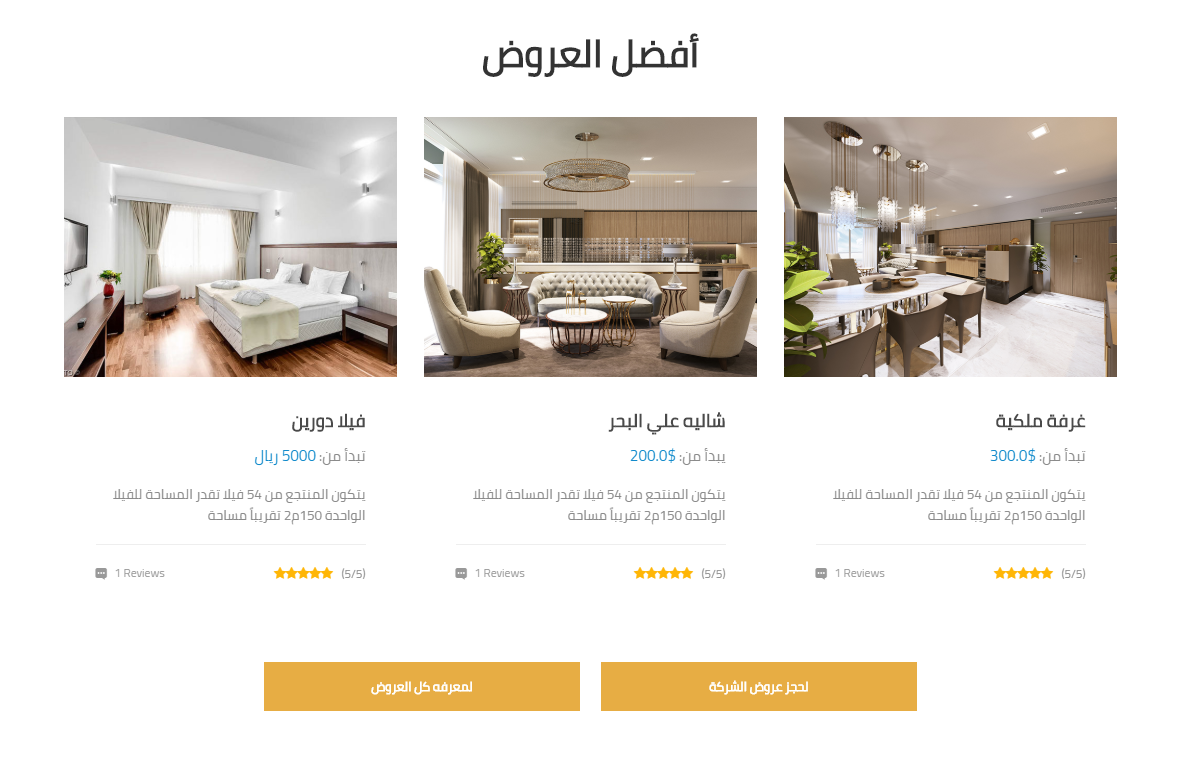 أفضل العروض
غرفة ملكية
تبدأ من: 300.0$
يتكون المنتجع من 54 فيلا تقدر المساحة للفيلا
الواحدة 150م2 تقريباً مساحة
(5/5)
1 Reviews
شاليه علي البحر
يبدأ من: 200.0$
يتكون المنتجع من 54 فيلا تقدر المساحة للفيلا
الواحدة 150م2 تقريباً مساحة
(5/5)
1 Reviews
فيلا دورين
تبدأ من: 5000 ريال
يتكون المنتجع من 54 فيلا تقدر المساحة للفيلا
الواحدة 150م2 تقريباً مساحة
(5/5)
1 Reviews
لحجز عروض الشركة
لمعرفه كل العروض